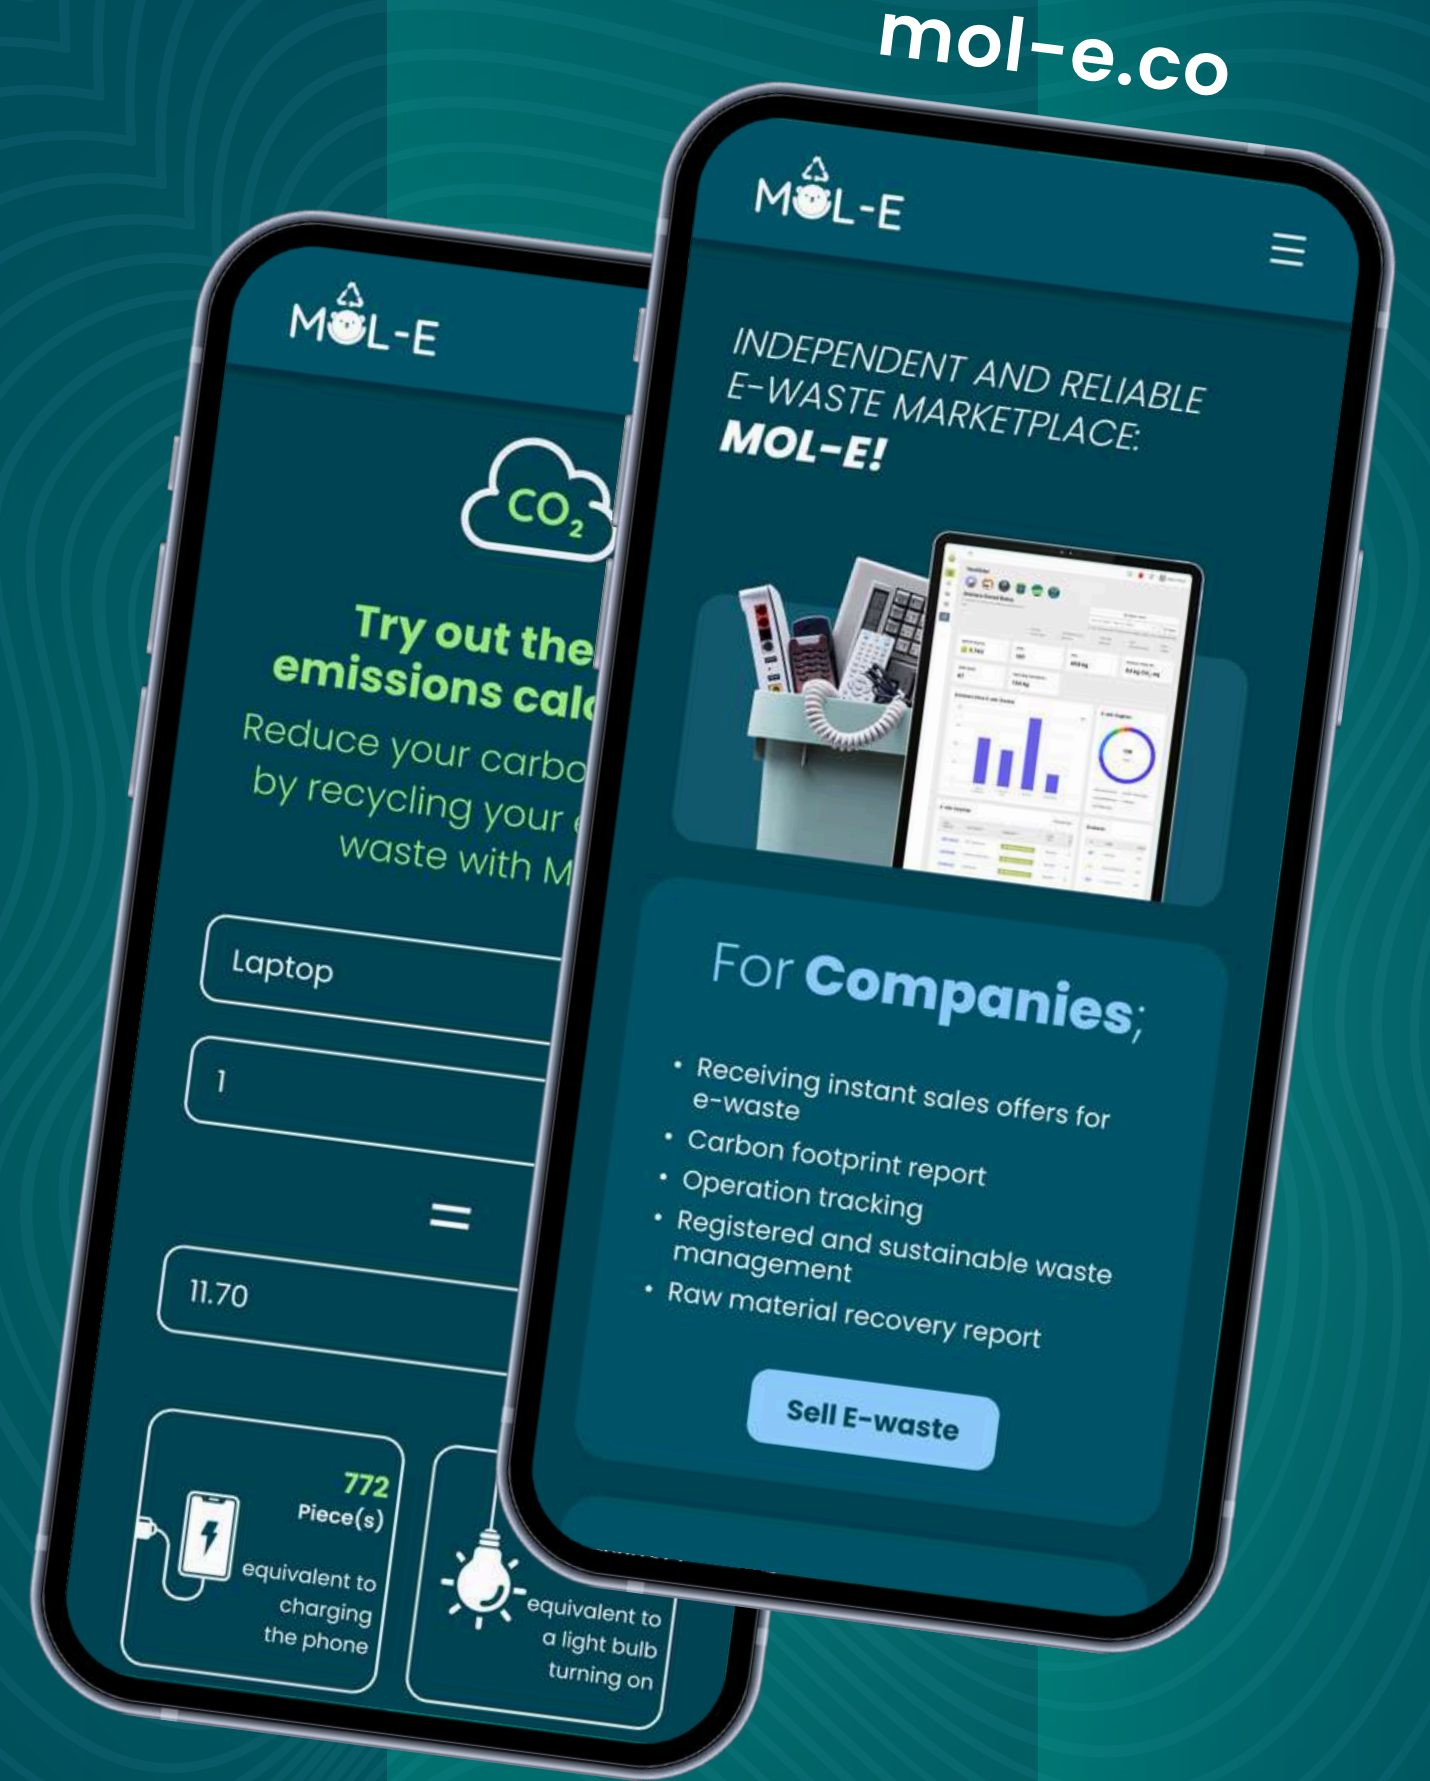 mol-e.co
MOL-E
Try out the
emissions
Reduce your
by recycling your
waste with
Laptop
1
=
11.70
772
Piece(s)
equivalent to
charging
the phone
equivalent to
a light bulb
turning on
MOL-E
INDEPENDENT AND RELIABLE
E-WASTE MARKETPLACE:
MOL-E!
For Companies;
• Receiving instant sales offers for
e-waste
• Carbon footprint report
• Operation tracking
• Registered and sustainable waste
management
• Raw material recovery report
Sell E-waste
CO₂